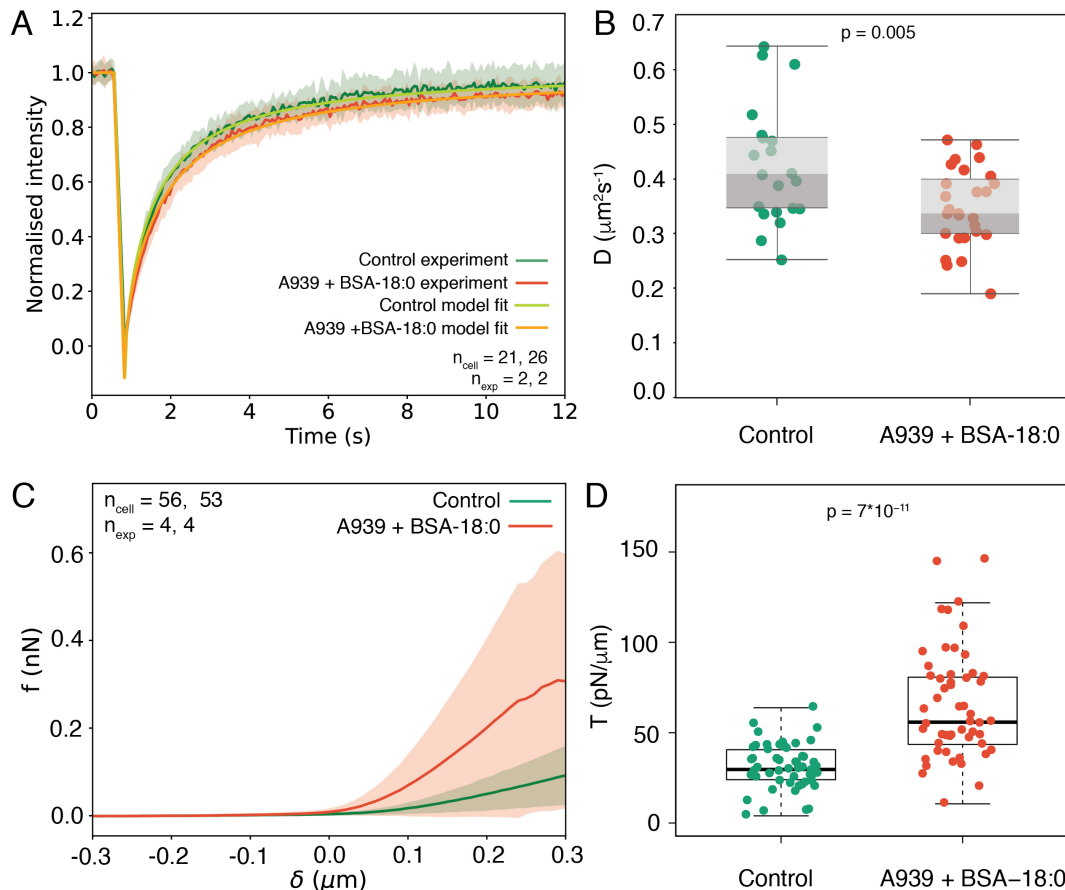 A
1.2
1.0
0.8
0.6
0.4
0.2
0.0
Normalised intensity
Control experiment
A939 + BSA-18:0 experiment
Control model fit
A939 +BSA-18:0 model fit
ncell = 21, 26
nexp = 2, 2
0 2 4 6 8 10 12
Time (s)
B
0.7
0.6
0.5
0.4
0.3
0.2
0.1
0.0
D (μm²s⁻¹)
p = 0.005
Control A939 + BSA-18:0
C
ncell = 56, 53
nexp = 4, 4
Control
A939 + BSA-18:0
0.6
0.4
0.2
0.0
f (nN)
-0.3 -0.2 -0.1 0.0 0.1 0.2 0.3
δ (μm)
D
p = 7*10⁻¹¹
150
100
50
0
T (pN/μm)
Control A939 + BSA−18:0